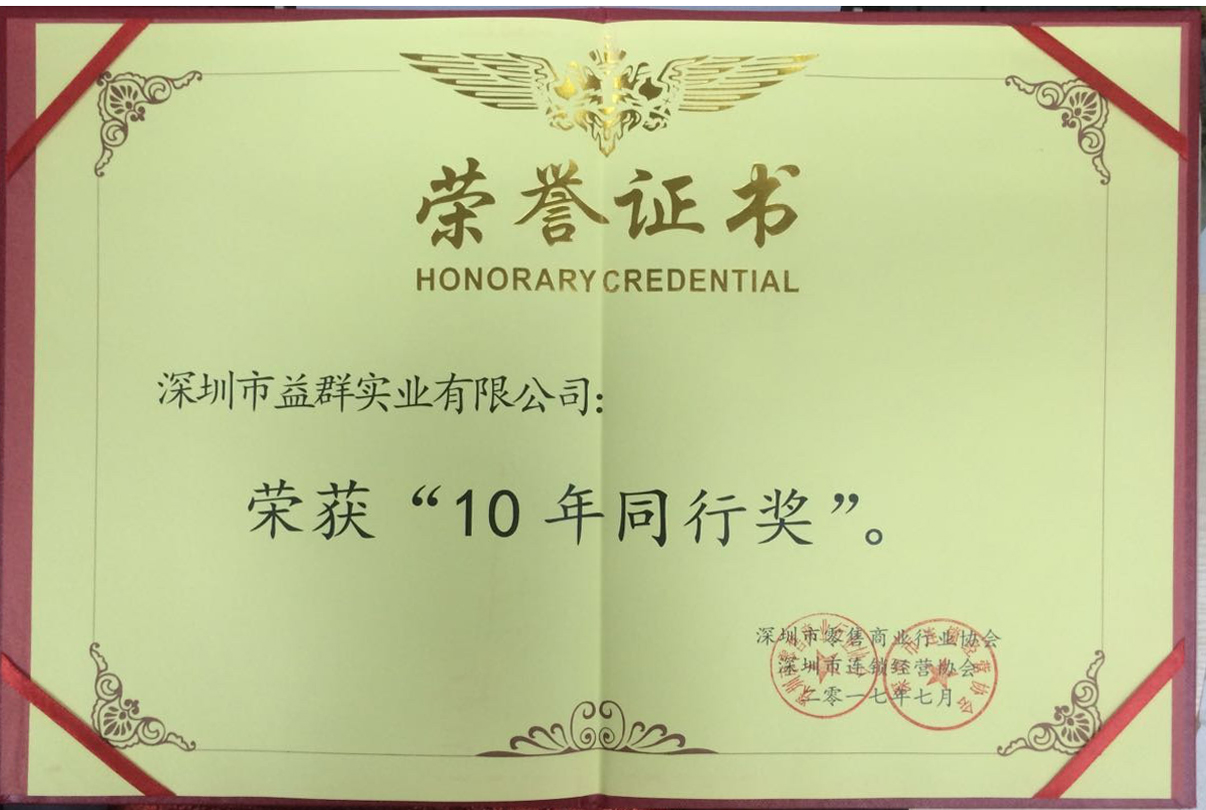 荣誉证书
HONORARY CREDENTIAL
深圳市益群实业有限公司:
荣获“10年同行奖”。
深圳市零售商业行业协会
深圳市连锁经营协会
二零一七年七月